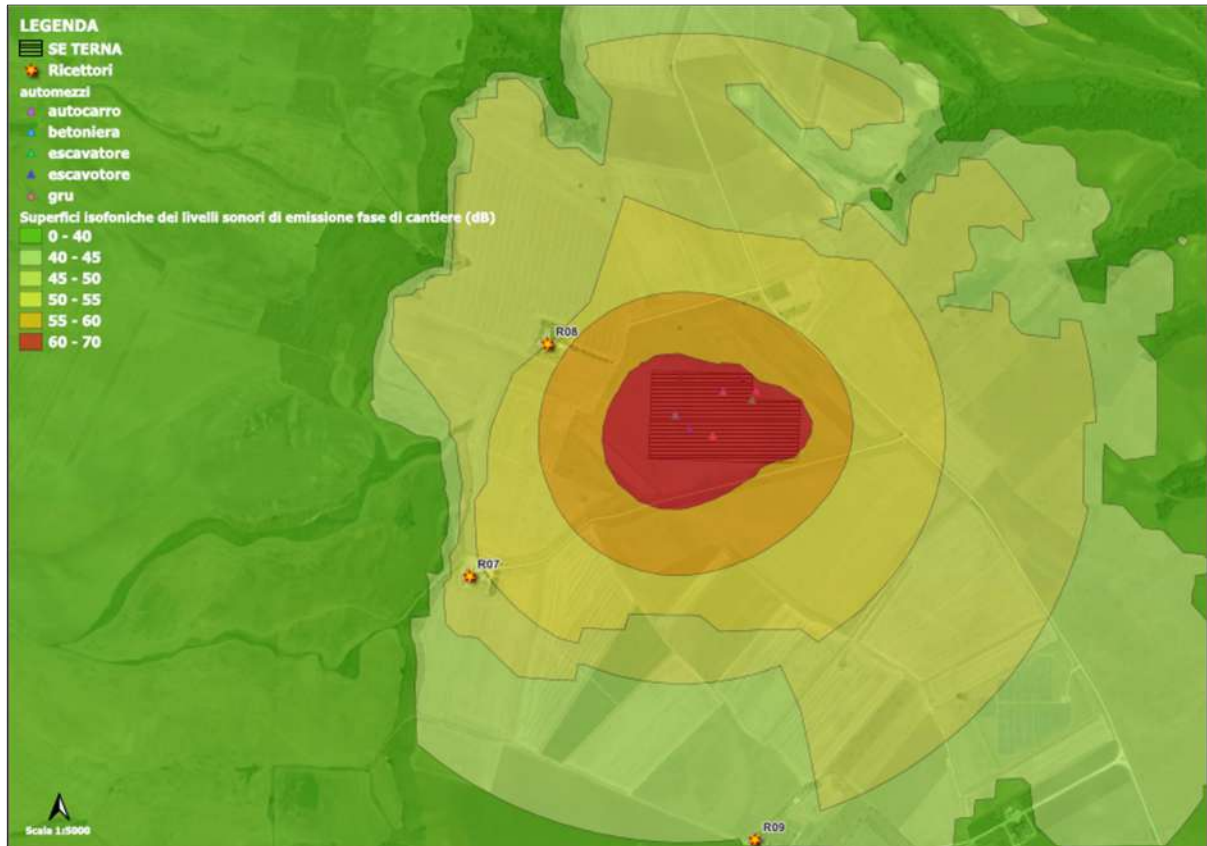 LEGENDA
SE TERNA
Ricettori
automezzi
autocarro
betoniera
escavatore
escavotore
gru
Superfici isofoniche dei livelli sonori di emissione fase di cantiere (dB)
0 - 40
40 - 45
45 - 50
50 - 55
55 - 60
60 - 70
R08
R07
R09
Scala 1:5000